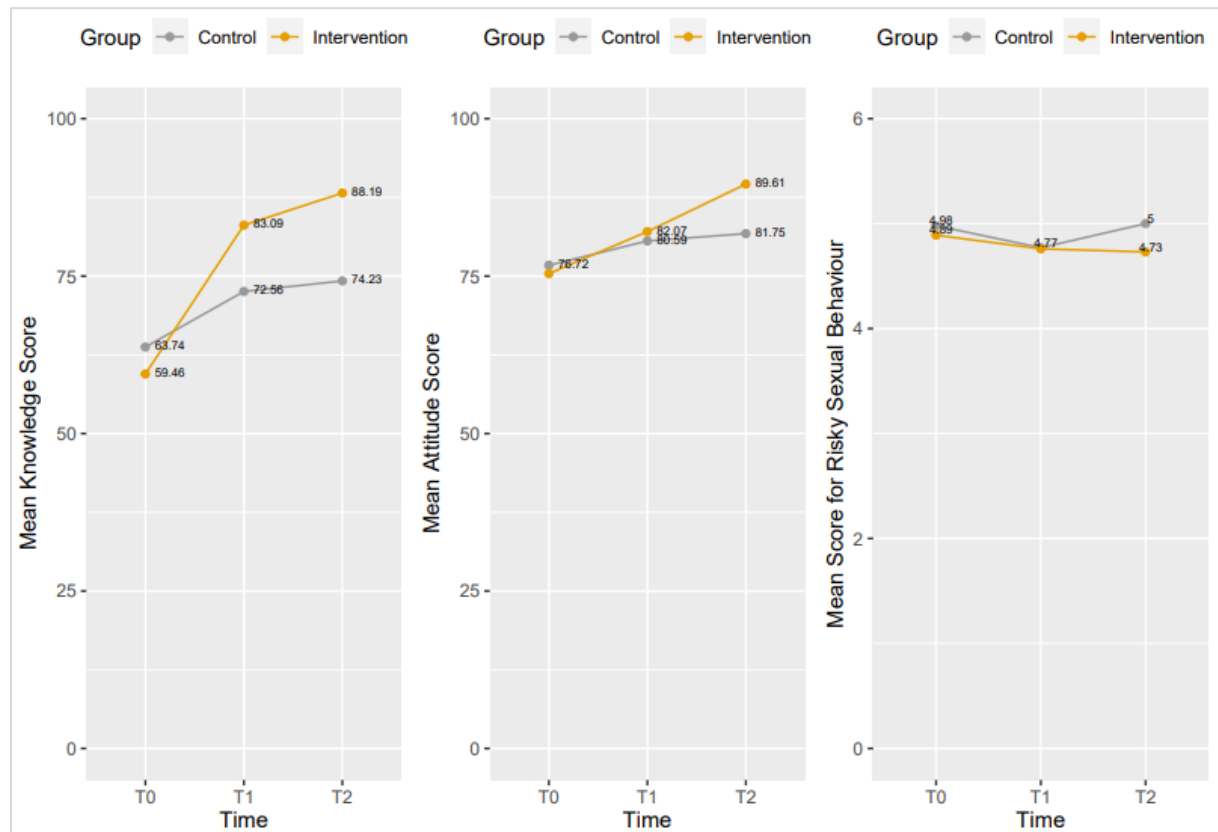 Group Control Intervention
Mean Knowledge Score
100
75
50
25
0
63.74
59.46
83.09
72.56
88.19
74.23
T0 T1 T2
Time
Group Control Intervention
Mean Attitude Score
100
75
50
25
0
76.72
82.07
80.59
89.61
81.75
T0 T1 T2
Time
Group Control Intervention
Mean Score for Risky Sexual Behaviour
6
4
2
0
4.98
4.89
4.77
5
4.73
T0 T1 T2
Time